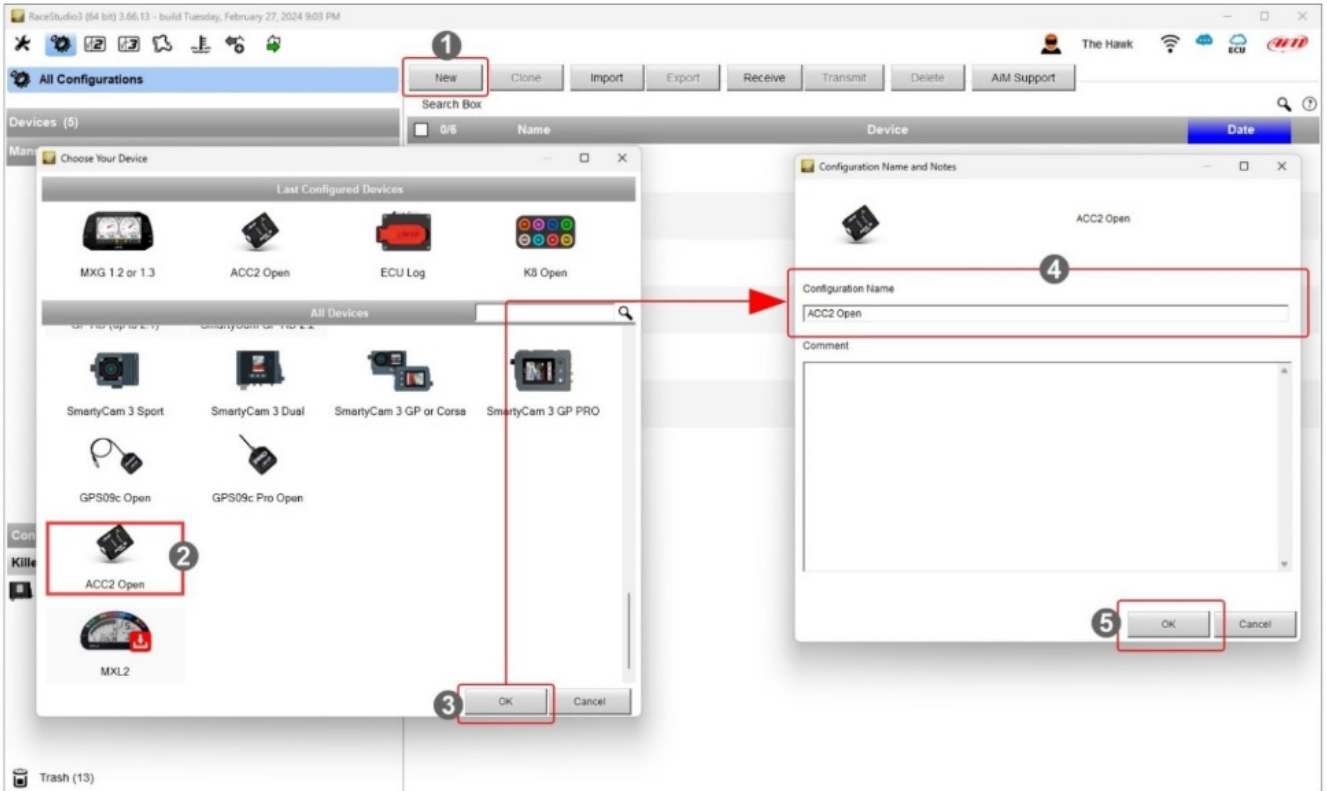 RaceStudio3 (64 bit) 3.66.13 - build Tuesday, February 27, 2024 9:03 PM
1
The Hawk
ECU
AiM
All Configurations
New Clone Import Export Receive Transmit Delete AiM Support
Search Box
Devices (5)
0/6 Name Device Date
Choose Your Device
Last Configured Devices
MXG 1.2 or 1.3 ACC2 Open ECU Log K8 Open
All Devices
SmartyCam 3 Sport SmartyCam 3 Dual SmartyCam 3 GP or Corsa SmartyCam 3 GP PRO
GPS09c Open GPS09c Pro Open
2
ACC2 Open
MXL2
3
OK Cancel
Configuration Name and Notes
ACC2 Open
4
Configuration Name
ACC2 Open
Comment
5
OK Cancel
Con
Kille
Trash (13)